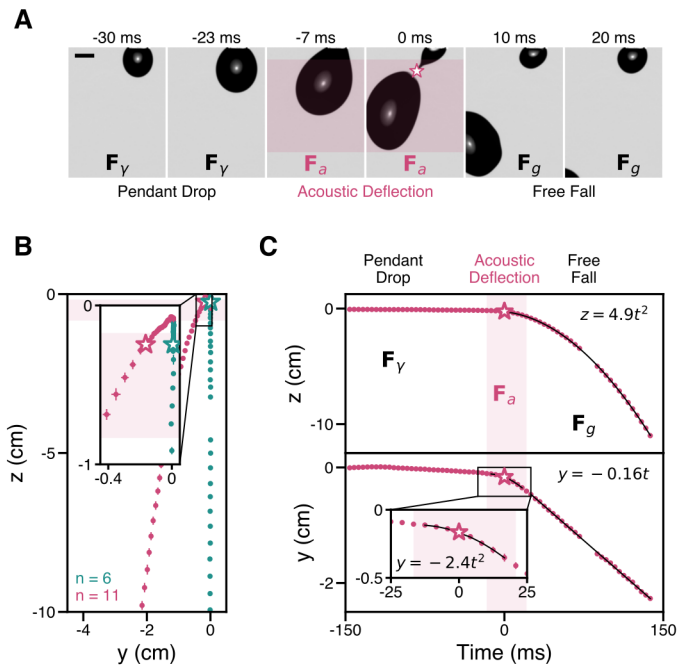 A
-30 ms -23 ms -7 ms 0 ms 10 ms 20 ms
Fγ Fγ Fa Fa Fg Fg
Pendant Drop Acoustic Deflection Free Fall
B
0
-5
-10
z (cm)
0
-1
-0.4 0
n = 6
n = 11
-4 -2 0
y (cm)
C
Pendant Drop
Acoustic Deflection
Free Fall
0
-10
z (cm)
z = 4.9t²
Fγ
Fa
Fg
0
-2
y (cm)
y = −0.16t
0
-0.5
y = −2.4t²
-25 0 25
-150 0 150
Time (ms)